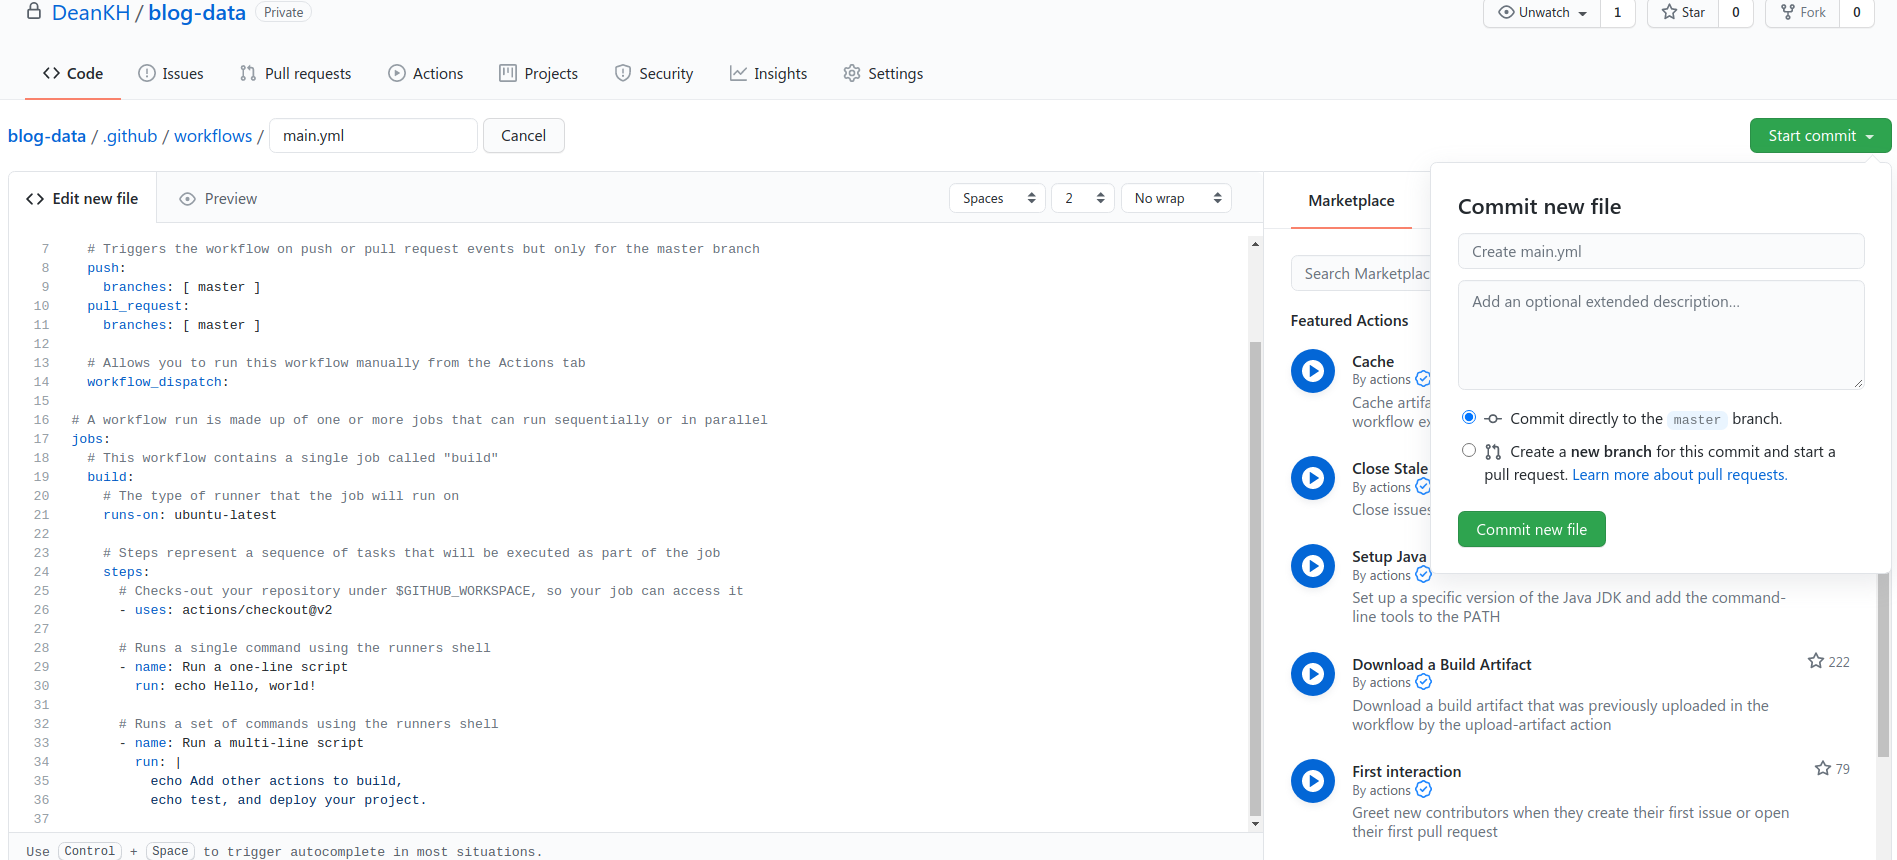 DeanKH / blog-data Private
Unwatch 1 Star 0 Fork 0
Code Issues Pull requests Actions Projects Security Insights Settings
blog-data / .github / workflows / main.yml Cancel
Start commit
Edit new file Preview Spaces 2 No wrap
7 # Triggers the workflow on push or pull request events but only for the master branch
8 push:
9 branches: [ master ]
10 pull_request:
11 branches: [ master ]
12
13 # Allows you to run this workflow manually from the Actions tab
14 workflow_dispatch:
15
16 # A workflow run is made up of one or more jobs that can run sequentially or in parallel
17 jobs:
18 # This workflow contains a single job called "build"
19 build:
20 # The type of runner that the job will run on
21 runs-on: ubuntu-latest
22
23 # Steps represent a sequence of tasks that will be executed as part of the job
24 steps:
25 # Checks-out your repository under $GITHUB_WORKSPACE, so your job can access it
26 - uses: actions/checkout@v2
27
28 # Runs a single command using the runners shell
29 - name: Run a one-line script
30 run: echo Hello, world!
31
32 # Runs a set of commands using the runners shell
33 - name: Run a multi-line script
34 run: |
35 echo Add other actions to build,
36 echo test, and deploy your project.
37
Use Control + Space to trigger autocomplete in most situations.
Marketplace
Search Marketplac
Featured Actions
Cache
By actions
Cache artifa
workflow ex
Close Stale
By actions
Close issues
Setup Java
By actions
Set up a specific version of the Java JDK and add the command-
line tools to the PATH
Download a Build Artifact 222
By actions
Download a build artifact that was previously uploaded in the
workflow by the upload-artifact action
First interaction 79
By actions
Greet new contributors when they create their first issue or open
their first pull request
Commit new file
Create main.yml
Add an optional extended description...
Commit directly to the master branch.
Create a new branch for this commit and start a
pull request. Learn more about pull requests.
Commit new file